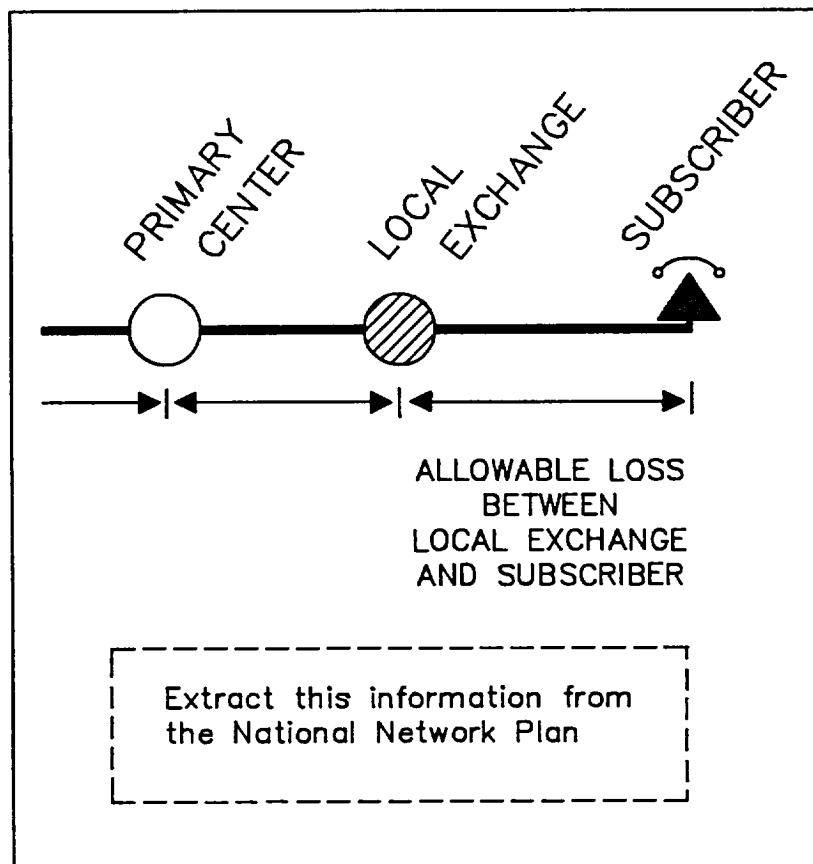 PRIMARY
CENTER
LOCAL
EXCHANGE
SUBSCRIBER
ALLOWABLE LOSS
BETWEEN
LOCAL EXCHANGE
AND SUBSCRIBER
Extract this information from
the National Network Plan